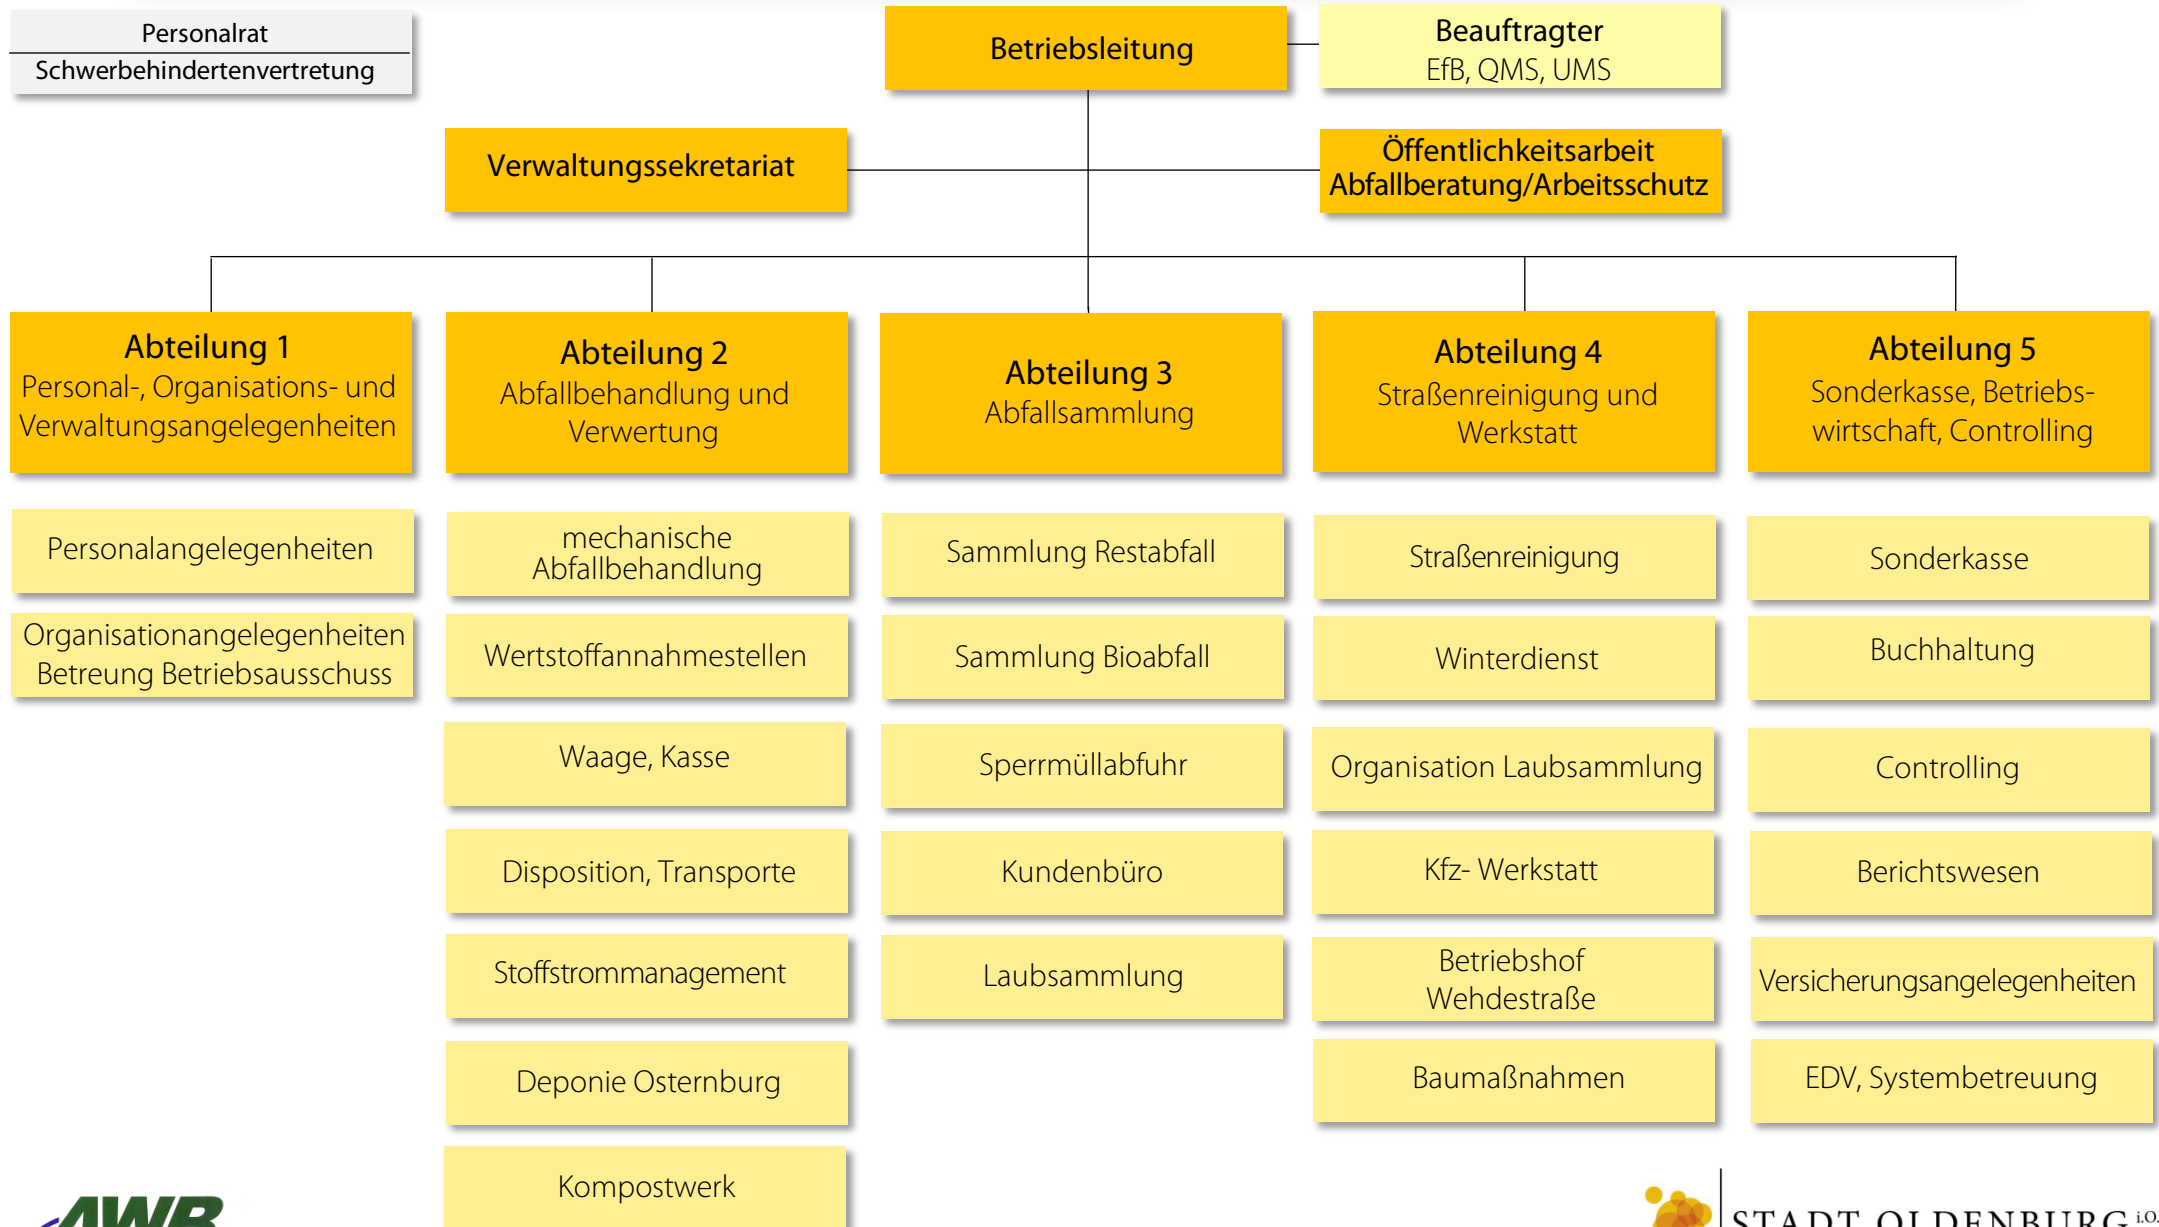 Personalrat
Schwerbehindertenvertretung
Betriebsleitung
Beauftragter
EfB, QMS, UMS
Verwaltungssekretariat
Öffentlichkeitsarbeit
Abfallberatung/Arbeitsschutz
Abteilung 1
Personal-, Organisations- und
Verwaltungsangelegenheiten
Personalangelegenheiten
Organisationangelegenheiten
Betreung Betriebsausschuss
Abteilung 2
Abfallbehandlung und
Verwertung
mechanische
Abfallbehandlung
Wertstoffannahmestellen
Waage, Kasse
Disposition, Transporte
Stoffstrommanagement
Deponie Osternburg
Kompostwerk
Abteilung 3
Abfallsammlung
Sammlung Restabfall
Sammlung Bioabfall
Sperrmüllabfuhr
Kundenbüro
Laubsammlung
Abteilung 4
Straßenreinigung und
Werkstatt
Straßenreinigung
Winterdienst
Organisation Laubsammlung
Kfz- Werkstatt
Betriebshof
Wehdestraße
Baumaßnahmen
Abteilung 5
Sonderkasse, Betriebs-
wirtschaft, Controlling
Sonderkasse
Buchhaltung
Controlling
Berichtswesen
Versicherungsangelegenheiten
EDV, Systembetreuung
AWB
STADT OLDENBURG i.O.